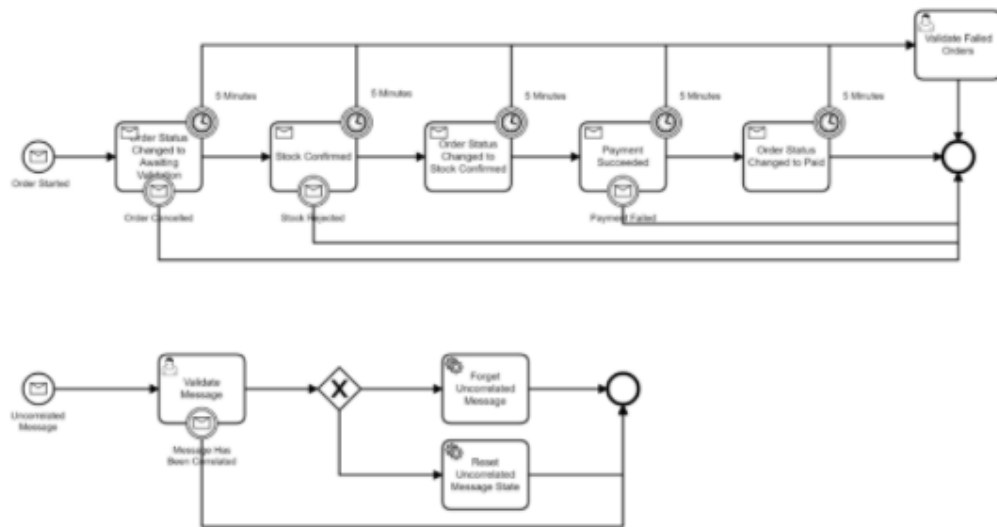 Validate Failed
Orders
5 Minutes
5 Minutes
5 Minutes
5 Minutes
5 Minutes
Order Status
Changed to
Awaiting
Validation
Stock Confirmed
Order Status
Changed to
Stock Confirmed
Payment
Succeeded
Order Status
Changed to Paid
Order Started
Order Cancelled
Stock Rejected
Payment Failed
Validate
Message
X
Forget
Uncorrelated
Message
Uncorrelated
Message
Message Has
Been Correlated
Reset
Uncorrelated
Message State